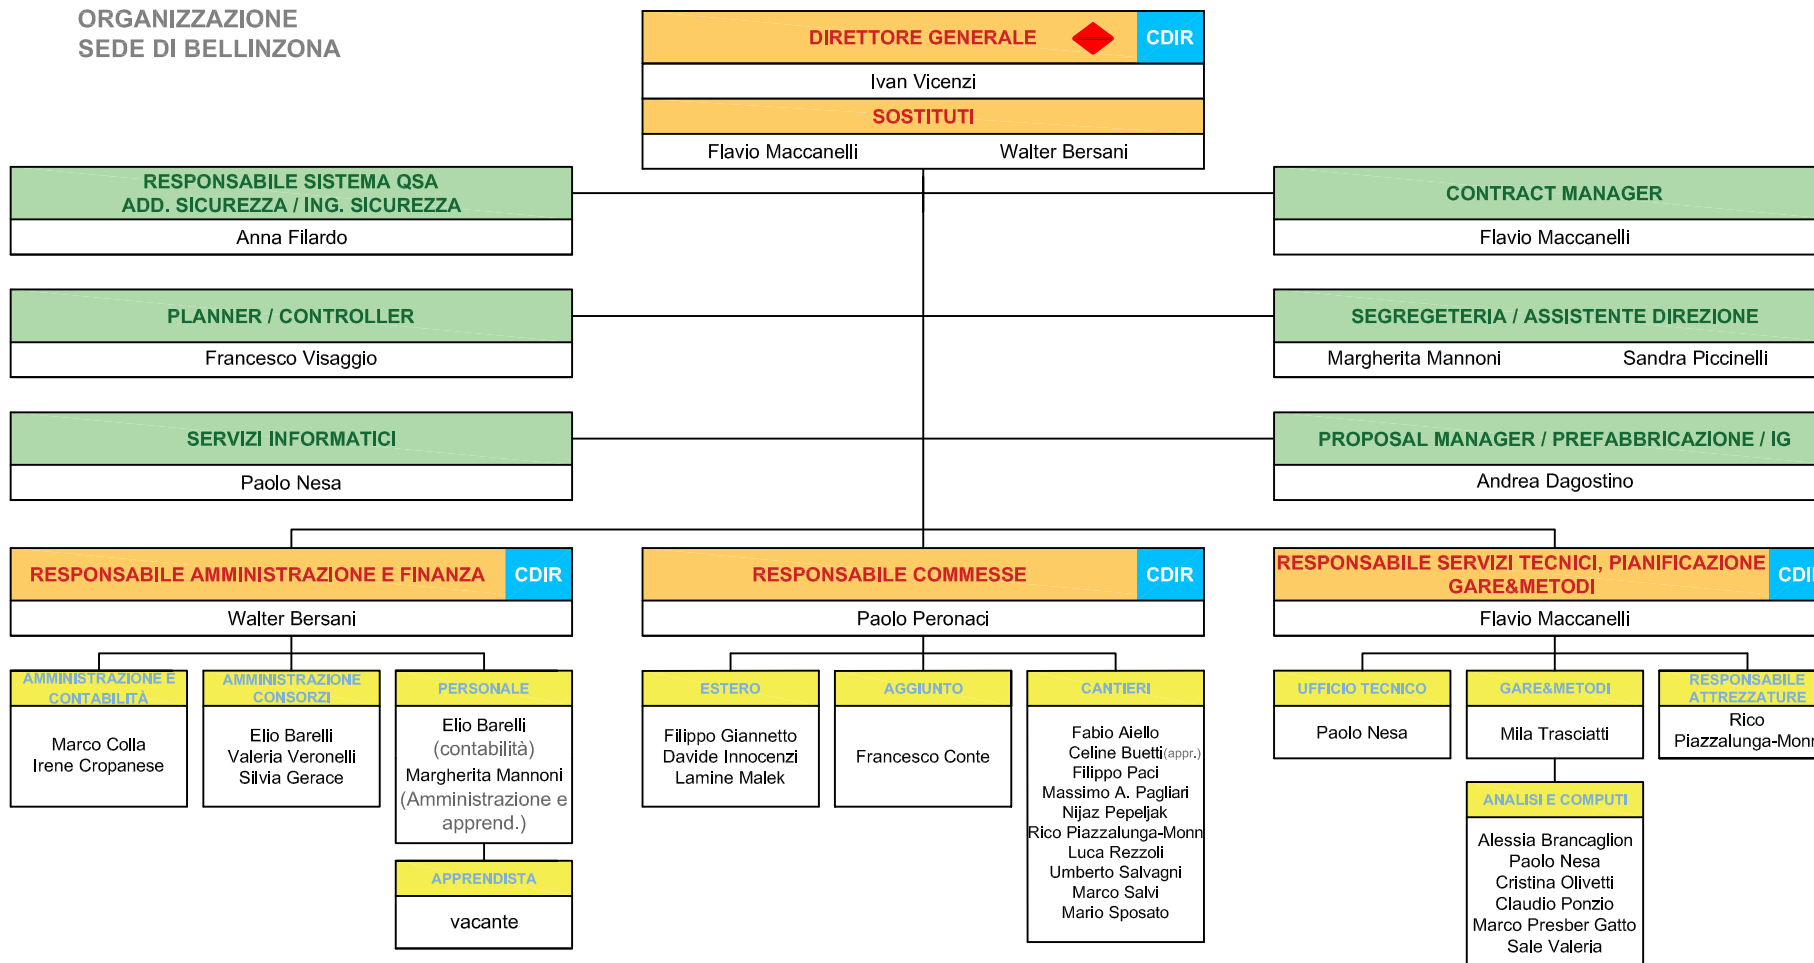 ORGANIZZAZIONE
SEDE DI BELLINZONA
DIRETTORE GENERALE
CDIR
Ivan Vicenzi
SOSTITUTI
Flavio Maccanelli
Walter Bersani
RESPONSABILE SISTEMA QSA
ADD. SICUREZZA / ING. SICUREZZA
Anna Filardo
CONTRACT MANAGER
Flavio Maccanelli
PLANNER / CONTROLLER
Francesco Visaggio
SEGREGETERIA / ASSISTENTE DIREZIONE
Margherita Mannoni
Sandra Piccinelli
SERVIZI INFORMATICI
Paolo Nesa
PROPOSAL MANAGER / PREFABBRICAZIONE / IG
Andrea Dagostino
RESPONSABILE AMMINISTRAZIONE E FINANZA
CDIR
Walter Bersani
RESPONSABILE COMMESSE
CDIR
Paolo Peronaci
RESPONSABILE SERVIZI TECNICI, PIANIFICAZIONE
GARE&METODI
CDI
Flavio Maccanelli
AMMINISTRAZIONE E
CONTABILITÀ
Marco Colla
Irene Cropanese
AMMINISTRAZIONE
CONSORZI
Elio Barelli
Valeria Veronelli
Silvia Gerace
PERSONALE
Elio Barelli
(contabilità)
Margherita Mannoni
(Amministrazione e
apprend.)
APPRENDISTA
vacante
ESTERO
Filippo Giannetto
Davide Innocenzi
Lamine Malek
AGGIUNTO
Francesco Conte
CANTIERI
Fabio Aiello
Celine Buetti (appr.)
Filippo Paci
Massimo A. Pagliari
Nijaz Pepeljak
Rico Piazzalunga-Monn
Luca Rezzoli
Umberto Salvagni
Marco Salvi
Mario Sposato
UFFICIO TECNICO
Paolo Nesa
GARE&METODI
Mila Trasciatti
ANALISI E COMPUTI
Alessia Brancaglion
Paolo Nesa
Cristina Olivetti
Claudio Ponzio
Marco Presber Gatto
Sale Valeria
RESPONSABILE
ATTREZZATURE
Rico
Piazzalunga-Monn